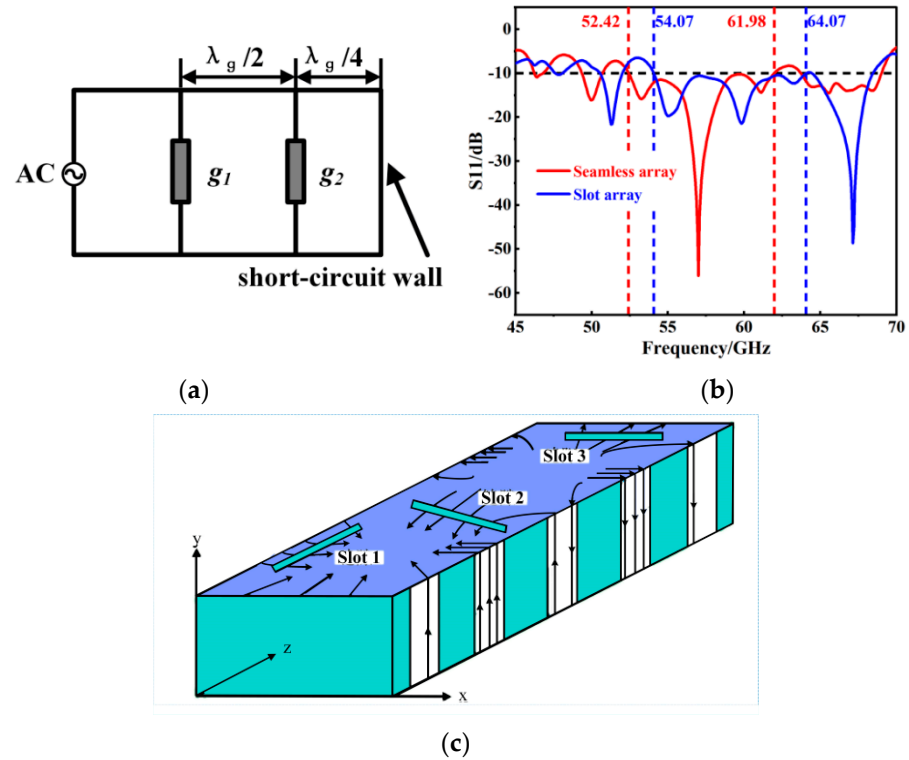 λg/2 λg/4
AC
g1
g2
short-circuit wall
(a)
52.42 54.07 61.98 64.07
-10
-10
-20
-30
-40
-50
-60
S11/dB
Seamless array
Slot array
45 50 55 60 65 70
Frequency/GHz
(b)
Slot 3
Slot 2
Slot 1
y
z
x
(c)